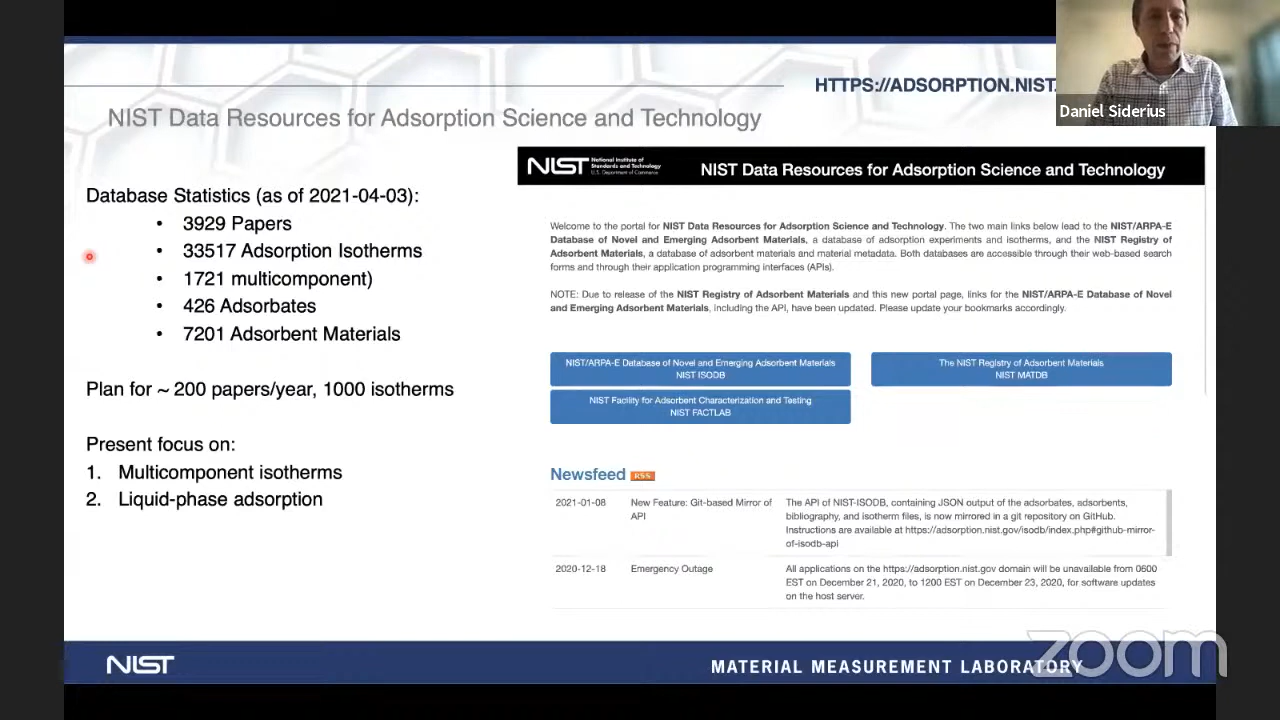 HTTPS://ADSORPTION.NIST.
Daniel Siderius
NIST Data Resources for Adsorption Science and Technology
Database Statistics (as of 2021-04-03):
• 3929 Papers
• 33517 Adsorption Isotherms
• 1721 multicomponent)
• 426 Adsorbates
• 7201 Adsorbent Materials
Plan for ~ 200 papers/year, 1000 isotherms
Present focus on:
1. Multicomponent isotherms
2. Liquid-phase adsorption
NIST National Institute of
Standards and Technology
U.S. Department of Commerce
NIST Data Resources for Adsorption Science and Technology
Welcome to the portal for NIST Data Resources for Adsorption Science and Technology. The two main links below lead to the NIST/ARPA-E
Database of Novel and Emerging Adsorbent Materials, a database of adsorption experiments and isotherms, and the NIST Registry of
Adsorbent Materials, a database of adsorbent materials and material metadata. Both databases are accessible through their web-based search
forms and through their application programming interfaces (APIs).
NOTE: Due to release of the NIST Registry of Adsorbent Materials and this new portal page, links for the NIST/ARPA-E Database of Novel
and Emerging Adsorbent Materials, including the API, have been updated. Please update your bookmarks accordingly.
NIST/ARPA-E Database of Novel and Emerging Adsorbent Materials
NIST ISODB
The NIST Registry of Adsorbent Materials
NIST MATDB
NIST Facility for Adsorbent Characterization and Testing
NIST FACTLAB
Newsfeed RSS
2021-01-08 New Feature: Git-based Mirror of API
The API of NIST-ISODB, containing JSON output of the adsorbates, adsorbents,
bibliography, and isotherm files, is now mirrored in a git repository on GitHub.
Instructions are available at https://adsorption.nist.gov/isodb/index.php#github-mirror-
of-isodb-api
2020-12-18 Emergency Outage
All applications on the https://adsorption.nist.gov domain will be unavailable from 0600
EST on December 21, 2020, to 1200 EST on December 23, 2020, for software updates
on the host server.
NIST
MATERIAL MEASUREMENT LABORATORY
zoom